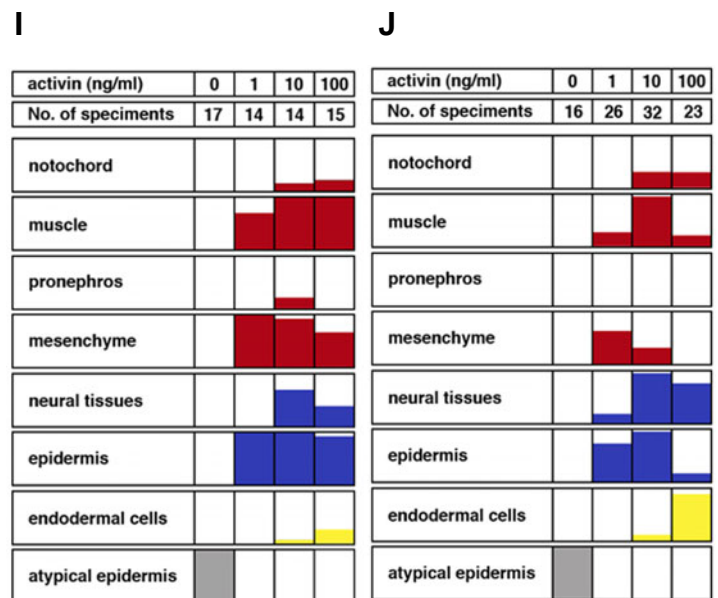 I
activin (ng/ml) 0 1 10 100
No. of speciments 17 14 14 15
notochord
muscle
pronephros
mesenchyme
neural tissues
epidermis
endodermal cells
atypical epidermis
J
activin (ng/ml) 0 1 10 100
No. of speciments 16 26 32 23
notochord
muscle
pronephros
mesenchyme
neural tissues
epidermis
endodermal cells
atypical epidermis